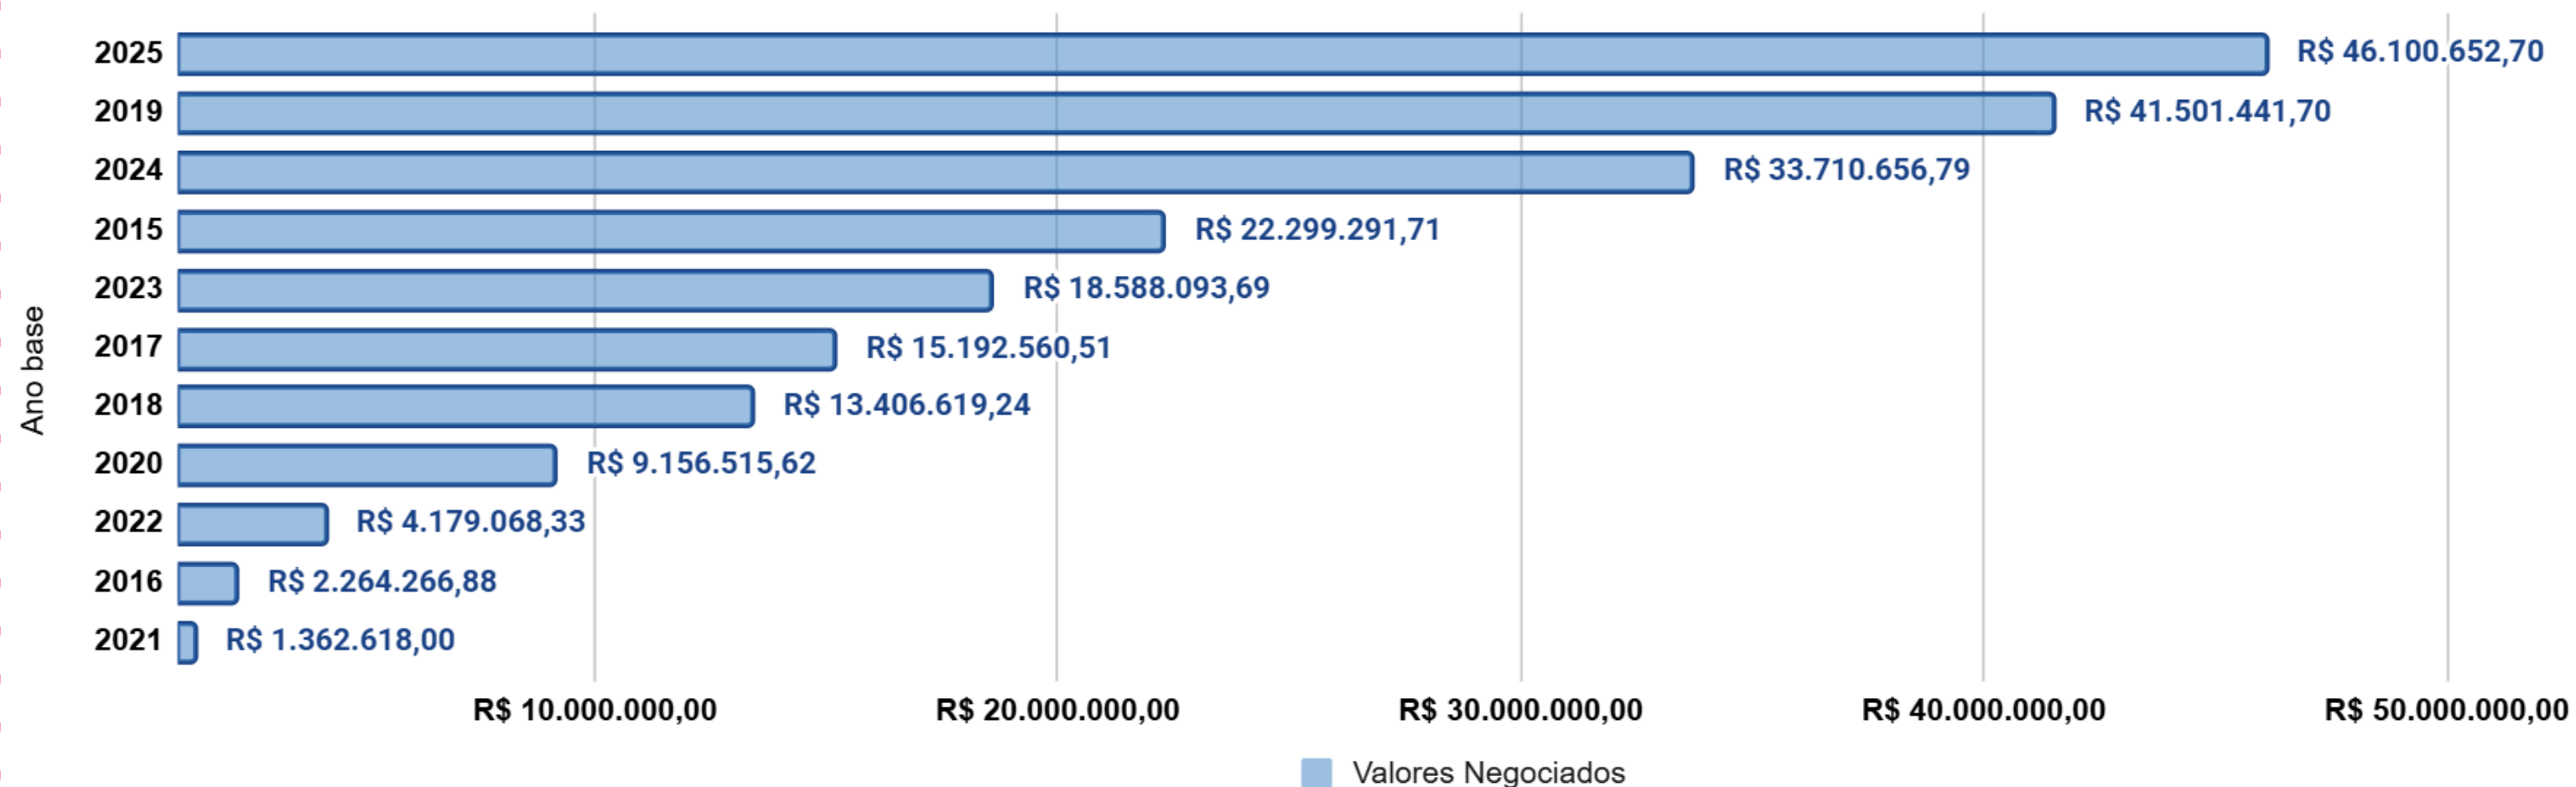 Ano base
2025 R$ 46.100.652,70
2019 R$ 41.501.441,70
2024 R$ 33.710.656,79
2015 R$ 22.299.291,71
2023 R$ 18.588.093,69
2017 R$ 15.192.560,51
2018 R$ 13.406.619,24
2020 R$ 9.156.515,62
2022 R$ 4.179.068,33
2016 R$ 2.264.266,88
2021 R$ 1.362.618,00
R$ 10.000.000,00 R$ 20.000.000,00 R$ 30.000.000,00 R$ 40.000.000,00 R$ 50.000.000,00
Valores Negociados